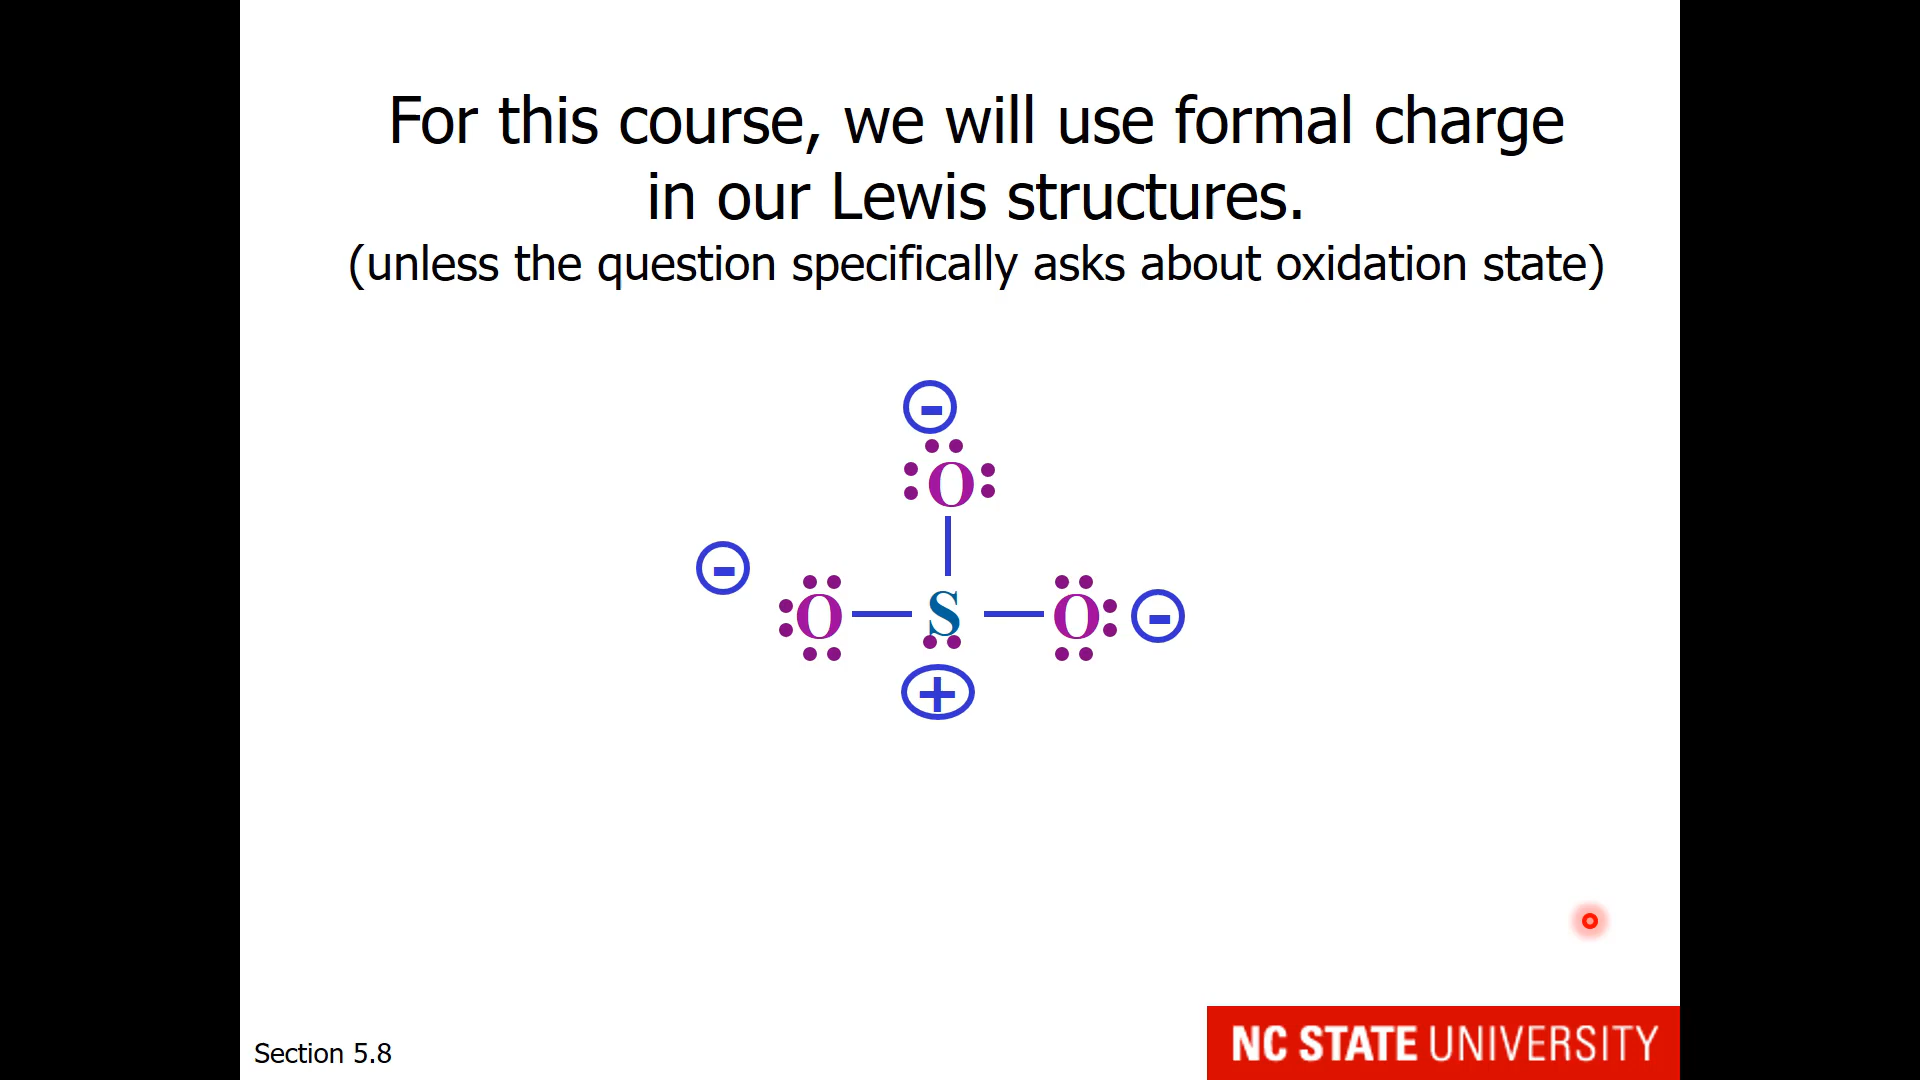 For this course, we will use formal charge
in our Lewis structures.
(unless the question specifically asks about oxidation state)
-
O
-
O S O -
+
Section 5.8
NC STATE UNIVERSITY